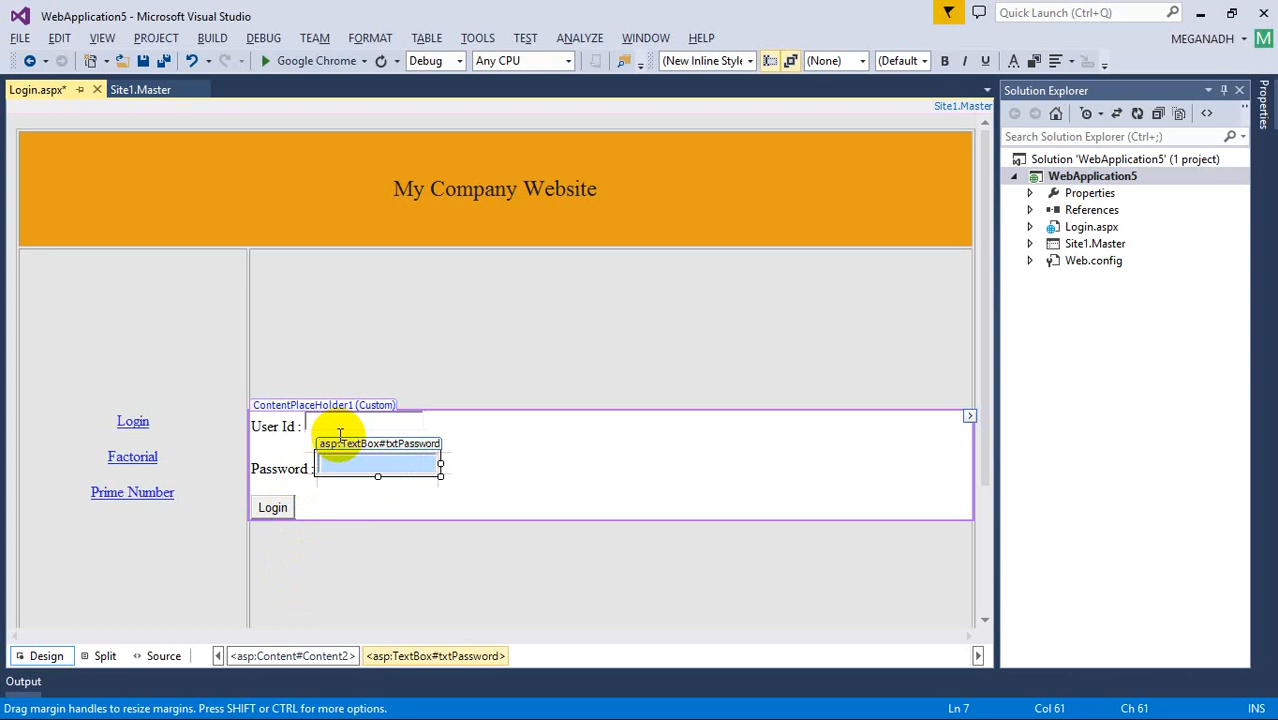 WebApplication5 - Microsoft Visual Studio
Quick Launch (Ctrl+Q)
FILE EDIT VIEW PROJECT BUILD DEBUG TEAM FORMAT TABLE TOOLS TEST ANALYZE WINDOW HELP
MEGANADH M
Google Chrome Debug Any CPU (New Inline Style (None) (Default B I U A
Login.aspx* Site1.Master
Site1.Master
My Company Website
Login
Factorial
Prime Number
ContentPlaceHolder1 (Custom)
User Id :
asp:TextBox#txtPassword
Password :
Login
Solution Explorer
Search Solution Explorer (Ctrl+;)
Solution 'WebApplication5' (1 project)
WebApplication5
Properties
References
Login.aspx
Site1.Master
Web.config
Properties
Design Split Source <asp:Content#Content2> <asp:TextBox#txtPassword>
Output
Drag margin handles to resize margins. Press SHIFT or CTRL for more options. Ln 7 Col 61 Ch 61 INS